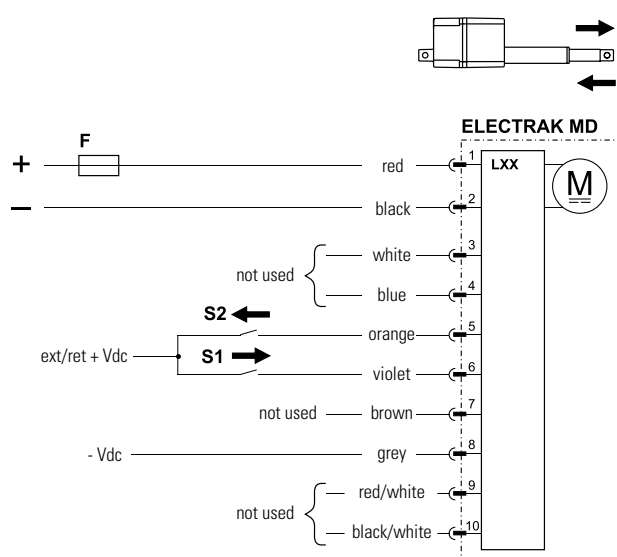 ELECTRAK MD
F
+ red 1 LXX
M
− black 2
white 3
not used
blue 4
S2
orange 5
ext/ret + Vdc
S1
violet 6
not used brown 7
- Vdc grey 8
red/white 9
not used
black/white 10